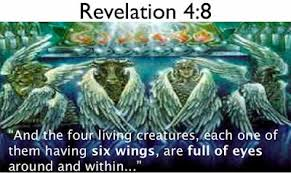 Revelation 4:8
“And the four living creatures, each one of
them having six wings, are full of eyes
around and within...”